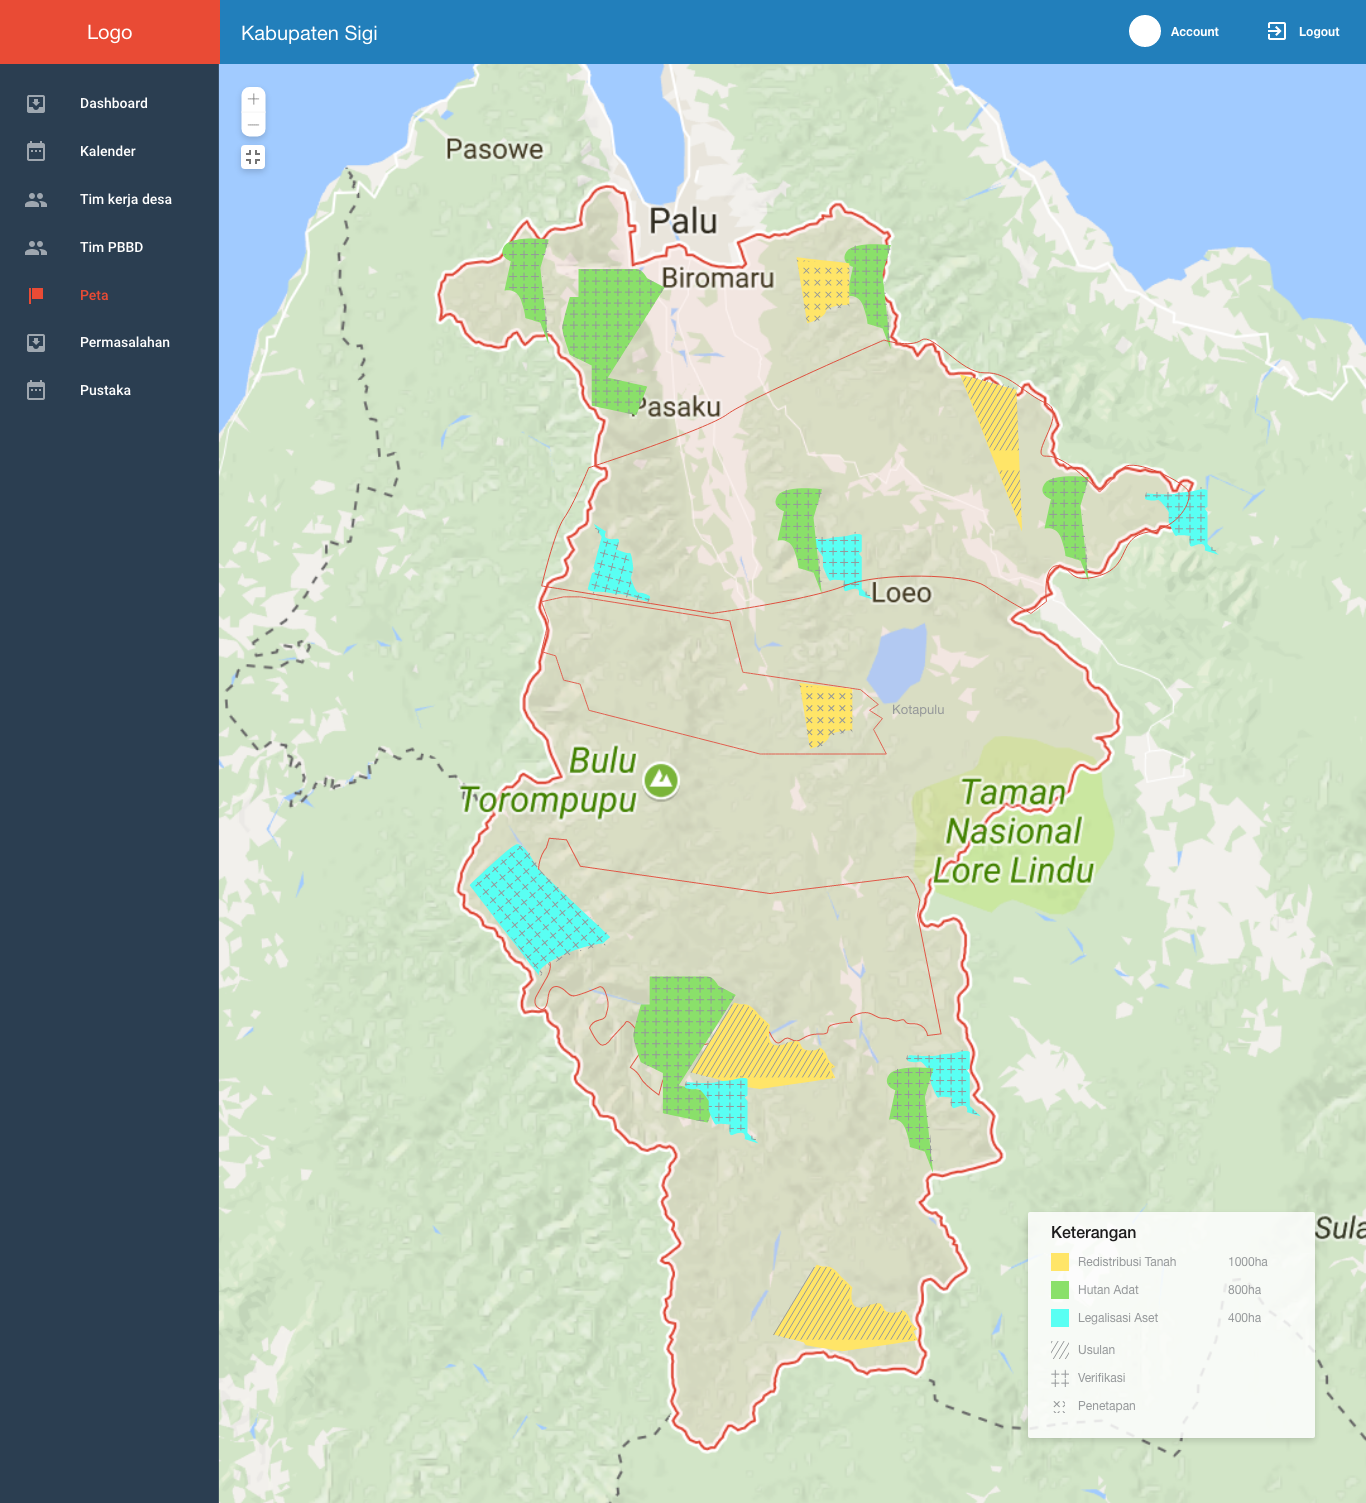 Logo
Kabupaten Sigi
Account
Logout
Dashboard
Kalender
Tim kerja desa
Tim PBBD
Peta
Permasalahan
Pustaka
Pasowe
Palu
Biromaru
Pasaku
Loeo
Kotapulu
Bulu
Torompupu
Taman
Nasional
Lore Lindu
Sula
Keterangan
Redistribusi Tanah 1000ha
Hutan Adat 800ha
Legalisasi Aset 400ha
Usulan
Verifikasi
Penetapan